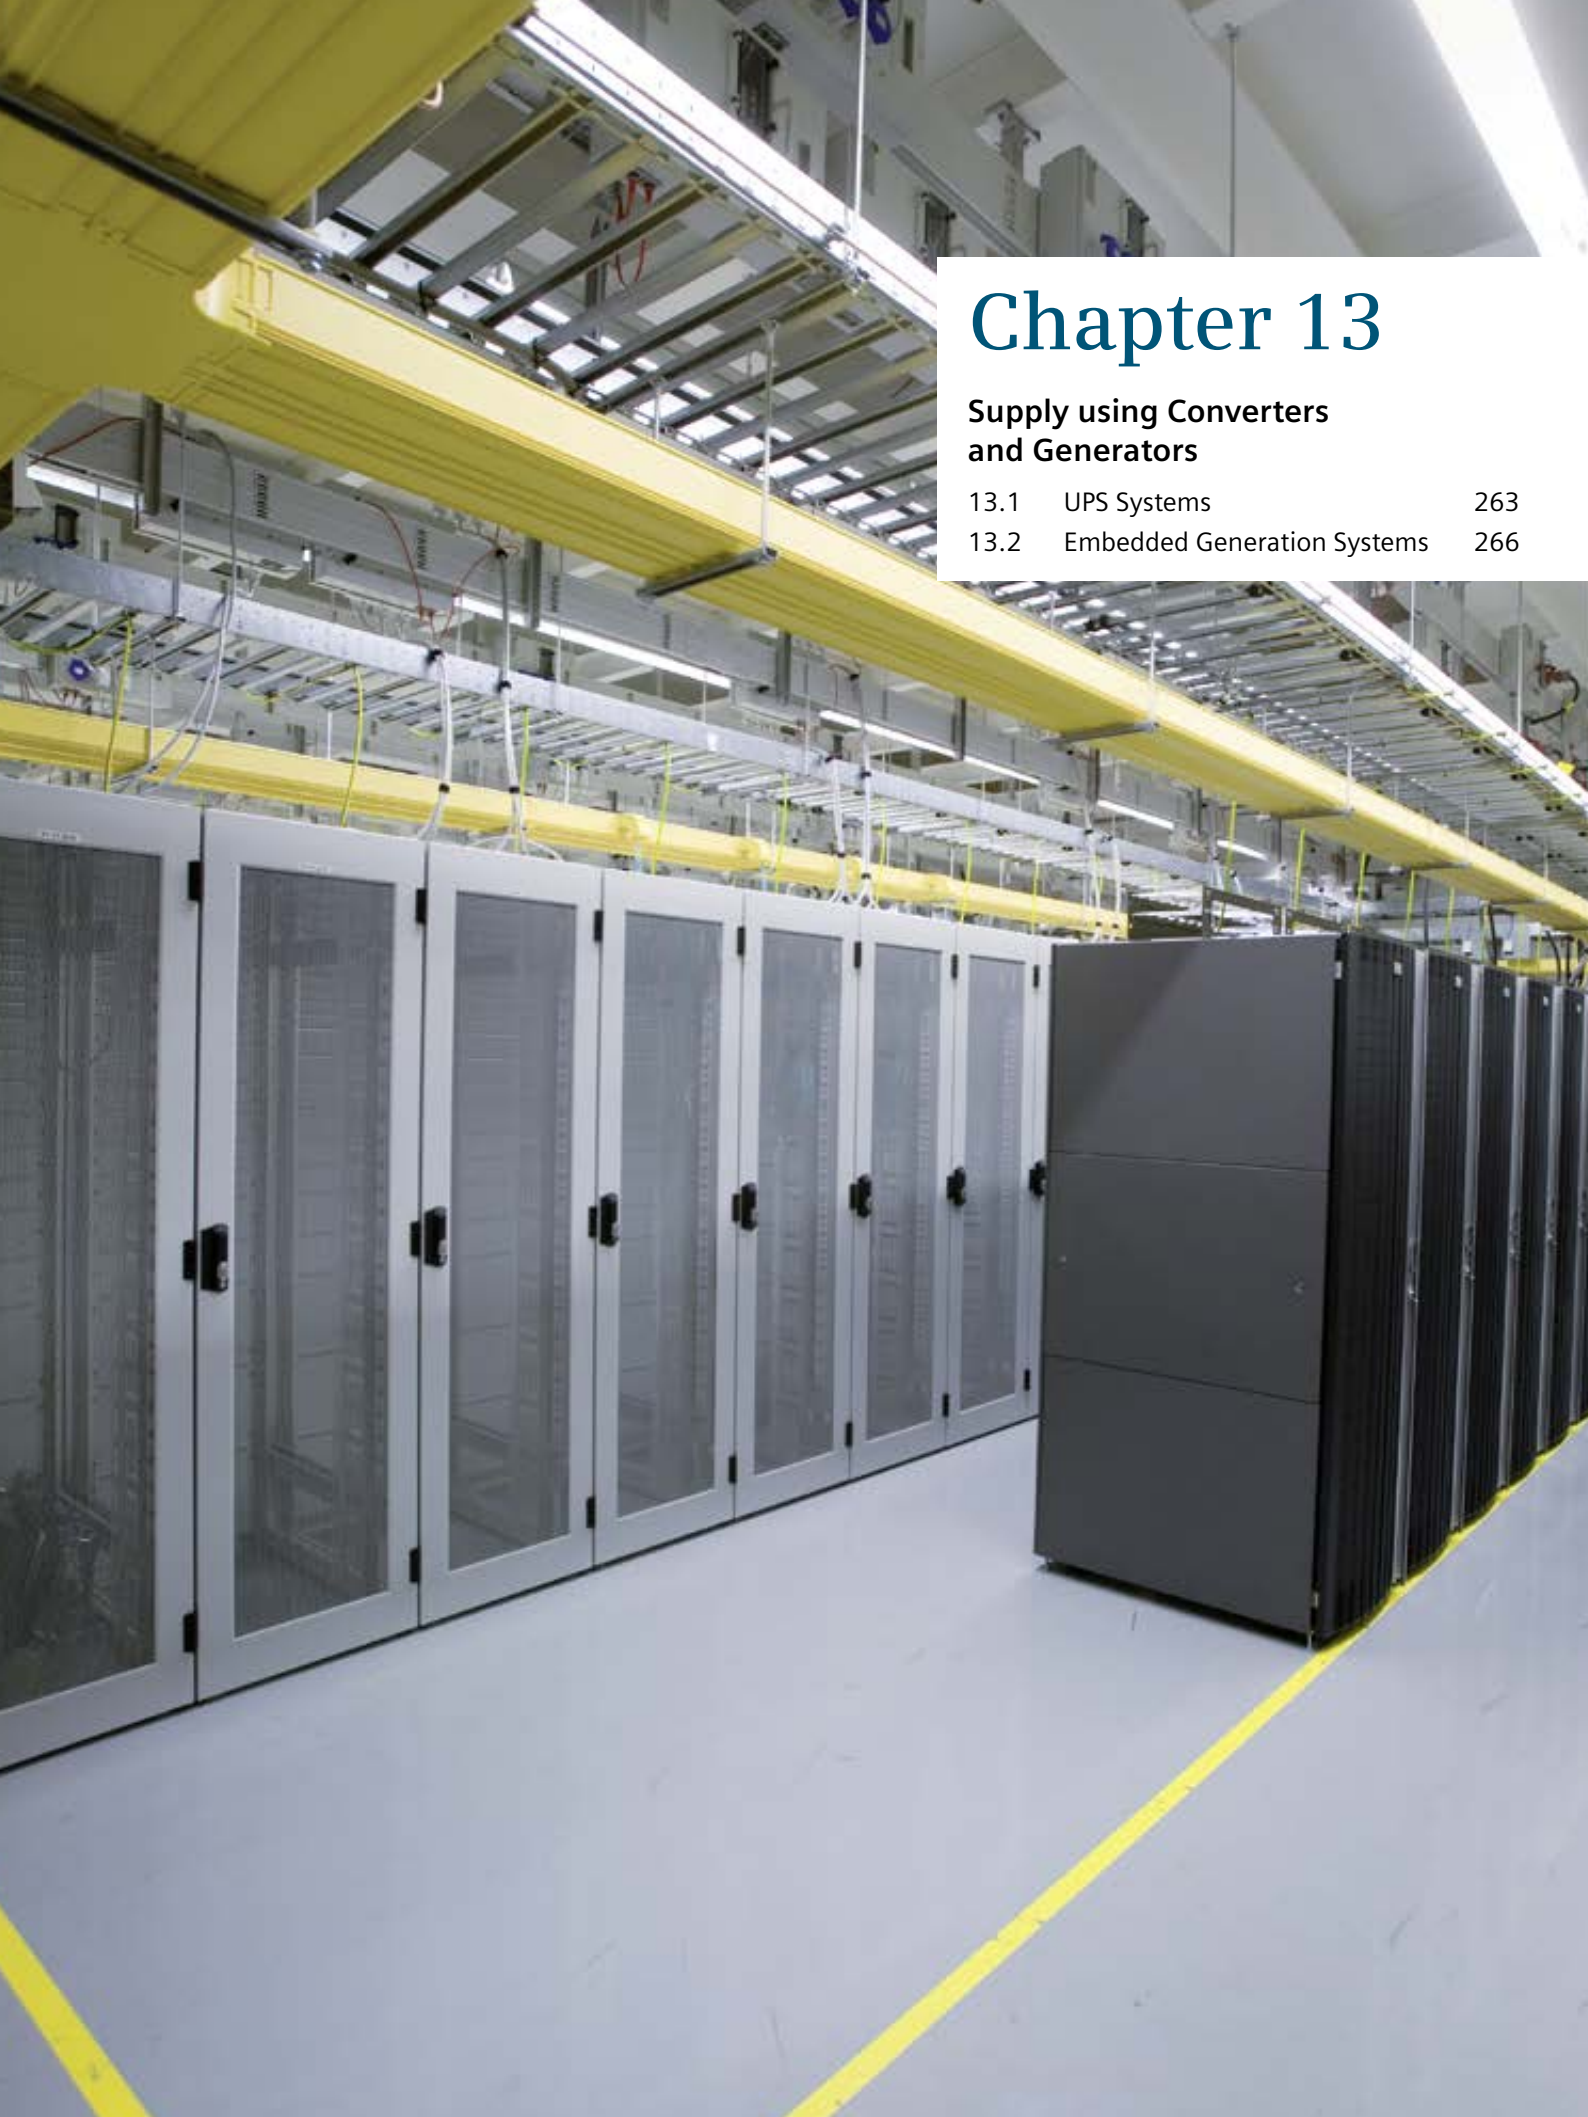 Chapter 13
Supply using Converters
and Generators
13.1 UPS Systems 263
13.2 Embedded Generation Systems 266